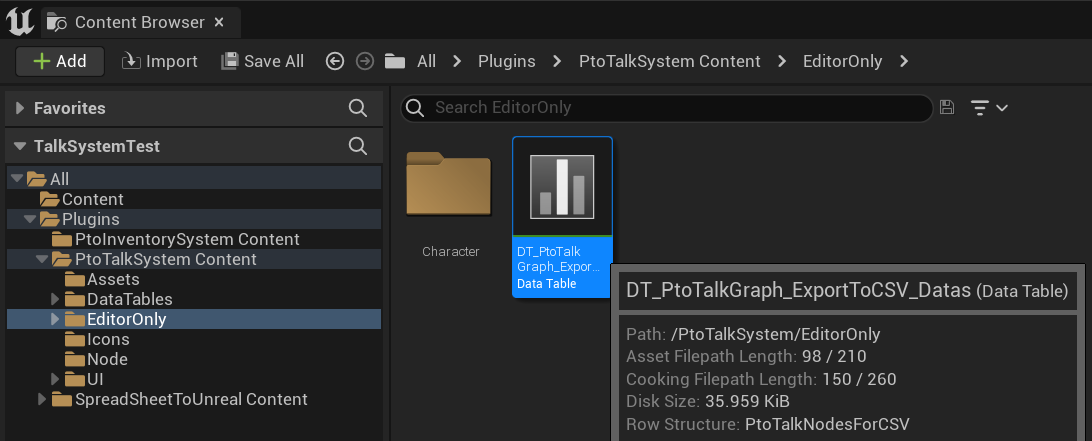 Content Browser
Add
Import
Save All
All
Plugins
PtoTalkSystem Content
EditorOnly
Favorites
Search EditorOnly
TalkSystemTest
All
Content
Plugins
PtoInventorySystem Content
PtoTalkSystem Content
Assets
DataTables
EditorOnly
Icons
Node
UI
SpreadSheetToUnreal Content
Character
DT_PtoTalk
Graph_Expor...
Data Table
DT_PtoTalkGraph_ExportToCSV_Datas (Data Table)
Path: /PtoTalkSystem/EditorOnly
Asset Filepath Length: 98 / 210
Cooking Filepath Length: 150 / 260
Disk Size: 35.959 KiB
Row Structure: PtoTalkNodesForCSV